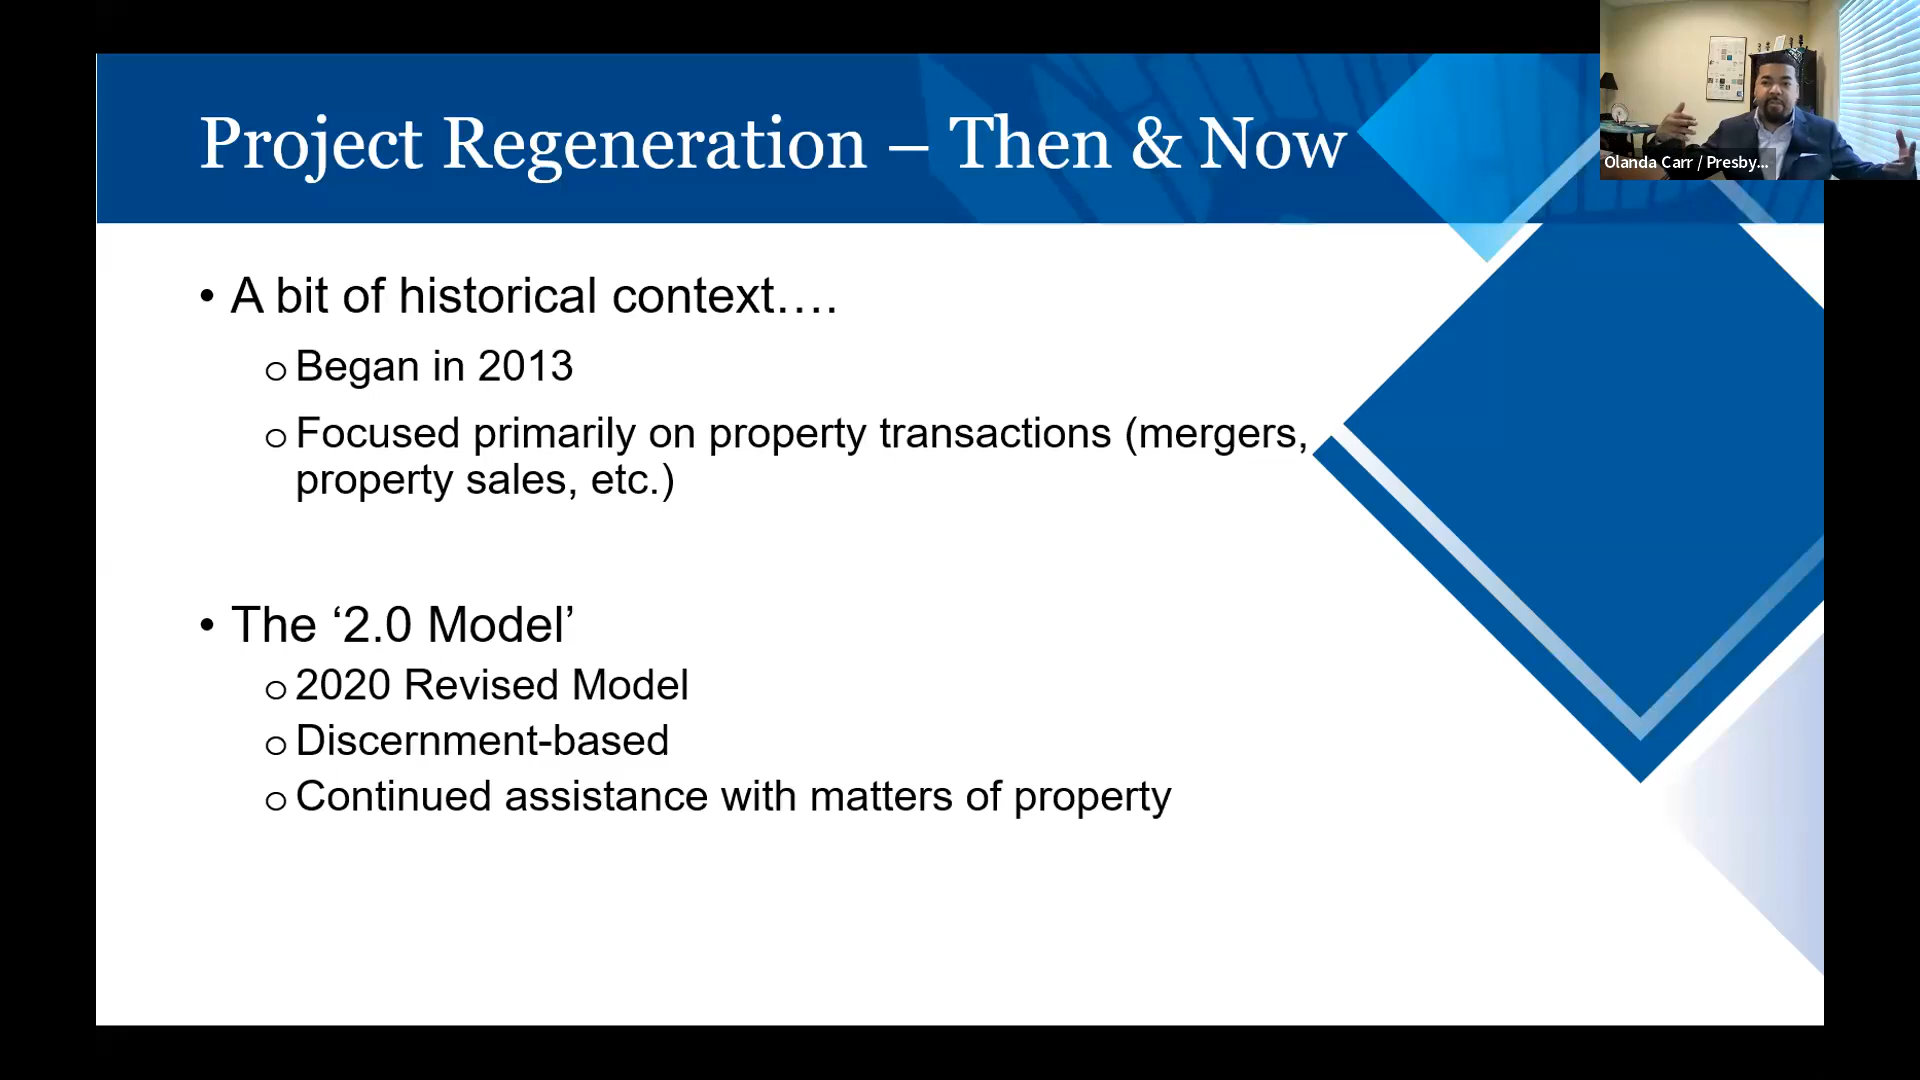 Project Regeneration – Then & Now
Olanda Carr / Presby...
• A bit of historical context….
o Began in 2013
o Focused primarily on property transactions (mergers,
property sales, etc.)
• The ‘2.0 Model’
o 2020 Revised Model
o Discernment-based
o Continued assistance with matters of property